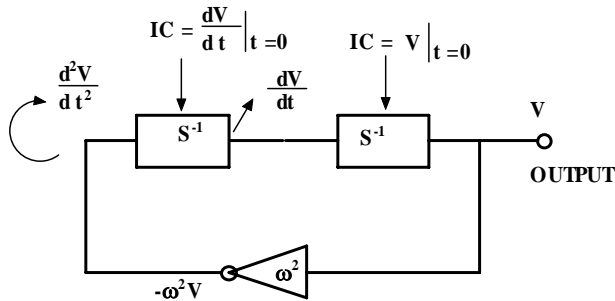 IC = dV/dt |t=0
IC = V |t=0
d²V/dt²
dV/dt
V
S⁻¹
S⁻¹
OUTPUT
ω²
-ω²V